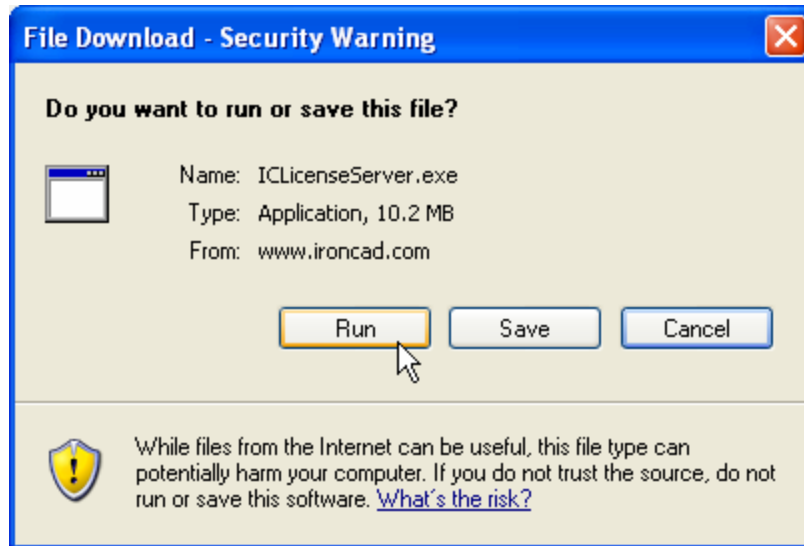 File Download - Security Warning
Do you want to run or save this file?
Name: ICLicenseServer.exe
Type: Application, 10.2 MB
From: www.ironcad.com
Run Save Cancel
While files from the Internet can be useful, this file type can
potentially harm your computer. If you do not trust the source, do not
run or save this software. What's the risk?